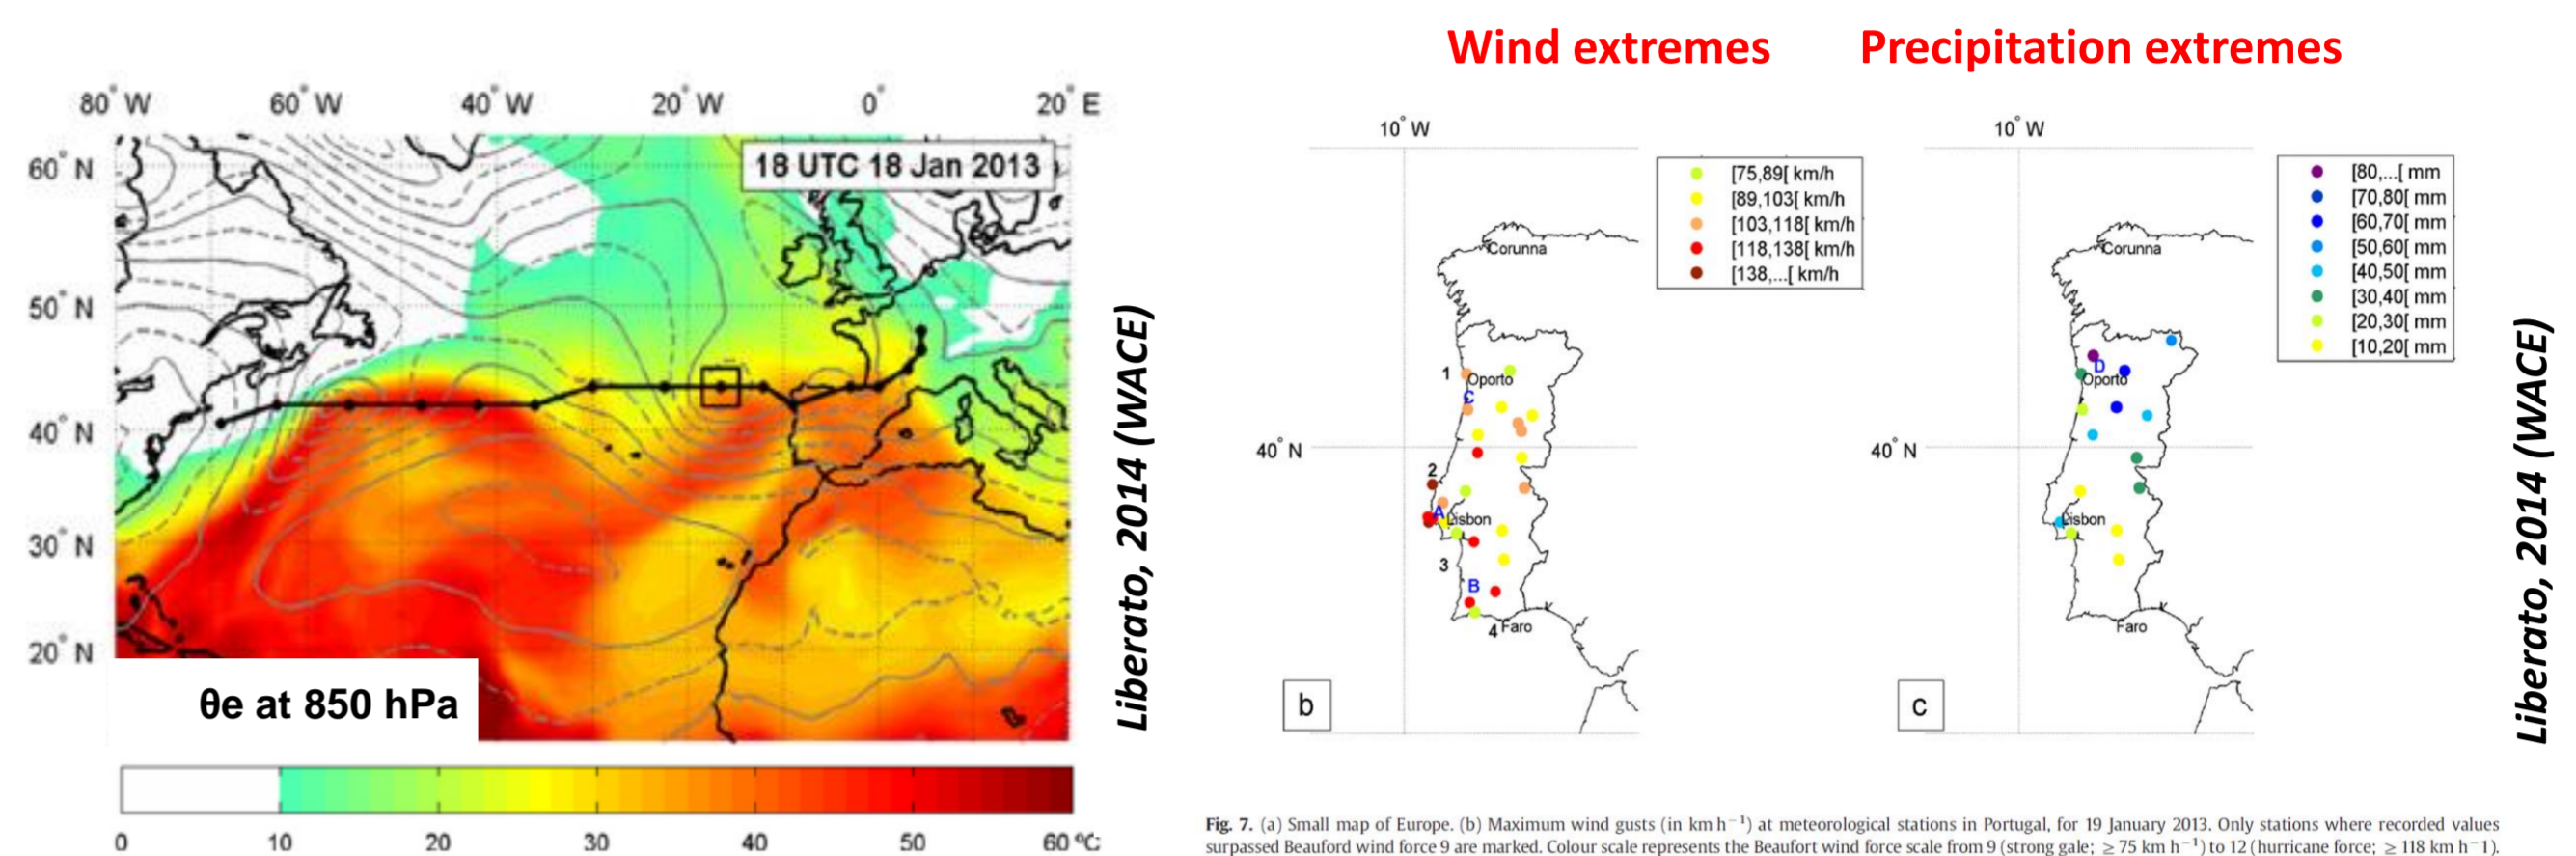 Wind extremes
Precipitation extremes
80°W 60°W 40°W 20°W 0° 20°E
60°N
50°N
40°N
30°N
20°N
18 UTC 18 Jan 2013
θe at 850 hPa
0 10 20 30 40 50 60 ºC
Liberato, 2014 (WACE)
10°W
40°N
[75,89[ km/h
[89,103[ km/h
[103,118[ km/h
[118,138[ km/h
[138,...[ km/h
Corunna
1
Oporto
C
2
A
Lisbon
3
B
4
Faro
b
10°W
40°N
[80,...[ mm
[70,80[ mm
[60,70[ mm
[50,60[ mm
[40,50[ mm
[30,40[ mm
[20,30[ mm
[10,20[ mm
Corunna
D
Oporto
Lisbon
Faro
c
Liberato, 2014 (WACE)
Fig. 7. (a) Small map of Europe. (b) Maximum wind gusts (in km h⁻¹) at meteorological stations in Portugal, for 19 January 2013. Only stations where recorded values
surpassed Beauford wind force 9 are marked. Colour scale represents the Beaufort wind force scale from 9 (strong gale; ≥ 75 km h⁻¹) to 12 (hurricane force; ≥ 118 km h⁻1).